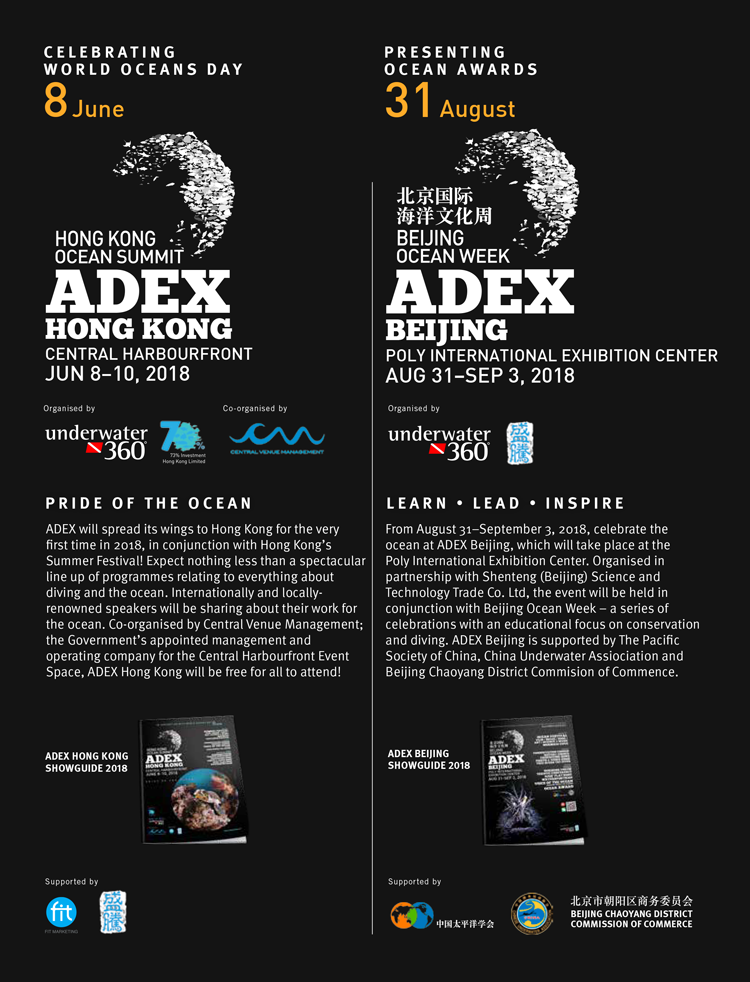 CELEBRATING
WORLD OCEANS DAY
8 June
HONG KONG
OCEAN SUMMIT
ADEX
HONG KONG
CENTRAL HARBOURFRONT
JUN 8–10, 2018
Organised by
underwater
360°
73% Investment
Hong Kong Limited
Co-organised by
CENTRAL VENUE MANAGEMENT
PRIDE OF THE OCEAN
ADEX will spread its wings to Hong Kong for the very
first time in 2018, in conjunction with Hong Kong's
Summer Festival! Expect nothing less than a spectacular
line up of programmes relating to everything about
diving and the ocean. Internationally and locally-
renowned speakers will be sharing about their work for
the ocean. Co-organised by Central Venue Management;
the Government's appointed management and
operating company for the Central Harbourfront Event
Space, ADEX Hong Kong will be free for all to attend!
ADEX HONG KONG
SHOWGUIDE 2018
ADEX
HONG KONG
Supported by
fit
FIT MARKETING
盛騰
PRESENTING
OCEAN AWARDS
31 August
北京国际
海洋文化周
BEIJING
OCEAN WEEK
ADEX
BEIJING
POLY INTERNATIONAL EXHIBITION CENTER
AUG 31–SEP 3, 2018
Organised by
underwater
360°
盛騰
LEARN • LEAD • INSPIRE
From August 31–September 3, 2018, celebrate the
ocean at ADEX Beijing, which will take place at the
Poly International Exhibition Center. Organised in
partnership with Shenteng (Beijing) Science and
Technology Trade Co. Ltd, the event will be held in
conjunction with Beijing Ocean Week – a series of
celebrations with an educational focus on conservation
and diving. ADEX Beijing is supported by The Pacific
Society of China, China Underwater Assiociation and
Beijing Chaoyang District Commision of Commence.
ADEX BEIJING
SHOWGUIDE 2018
ADEX
BEIJING
Supported by
中国太平洋学会
北京市朝阳区商务委员会
BEIJING CHAOYANG DISTRICT
COMMISSION OF COMMERCE